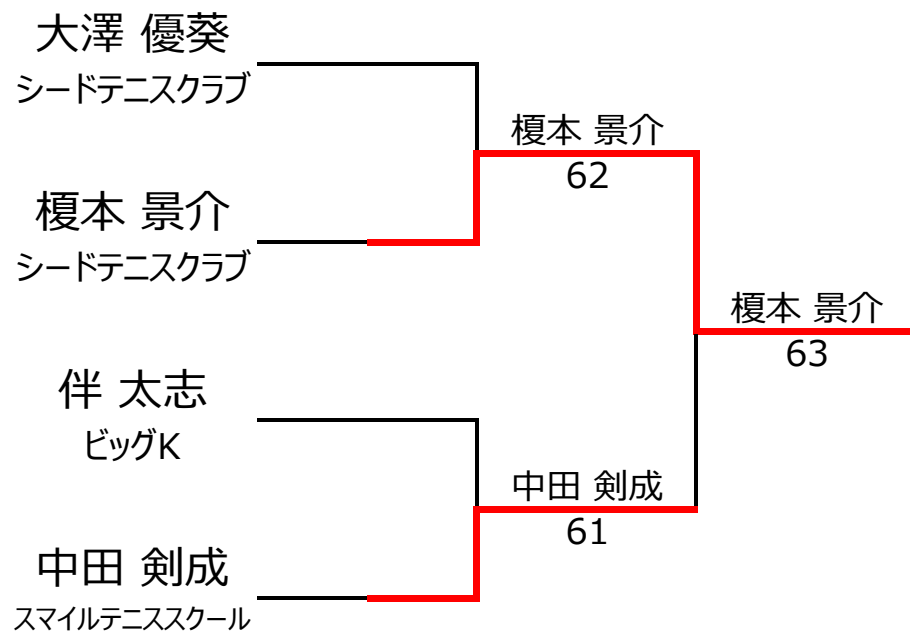 大澤 優葵
シードテニスクラブ
榎本 景介
62
榎本 景介
シードテニスクラブ
榎本 景介
63
伴 太志
ビッグK
中田 剣成
61
中田 剣成
スマイルテニススクール